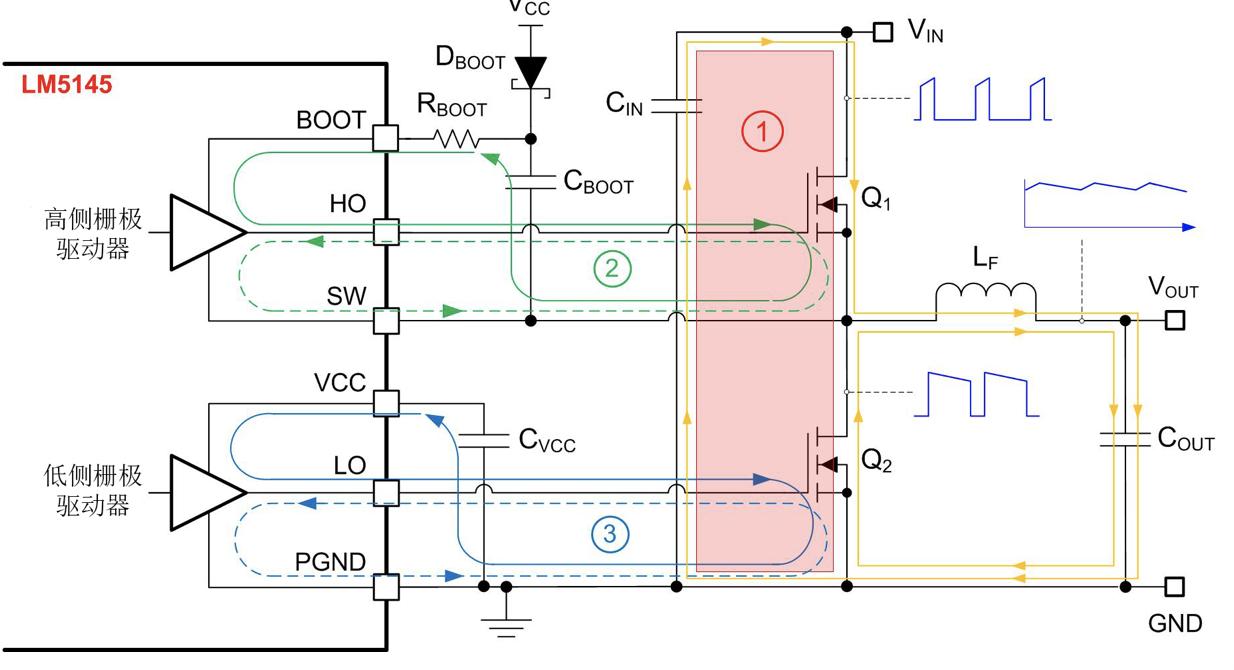 VCC
DBOOT
VIN
LM5145
RBOOT
CIN
1
BOOT
CBOOT
HO
Q1
高侧栅极
驱动器
2
LF
SW
VOUT
VCC
CVCC
COUT
LO
Q2
低侧栅极
驱动器
3
PGND
GND